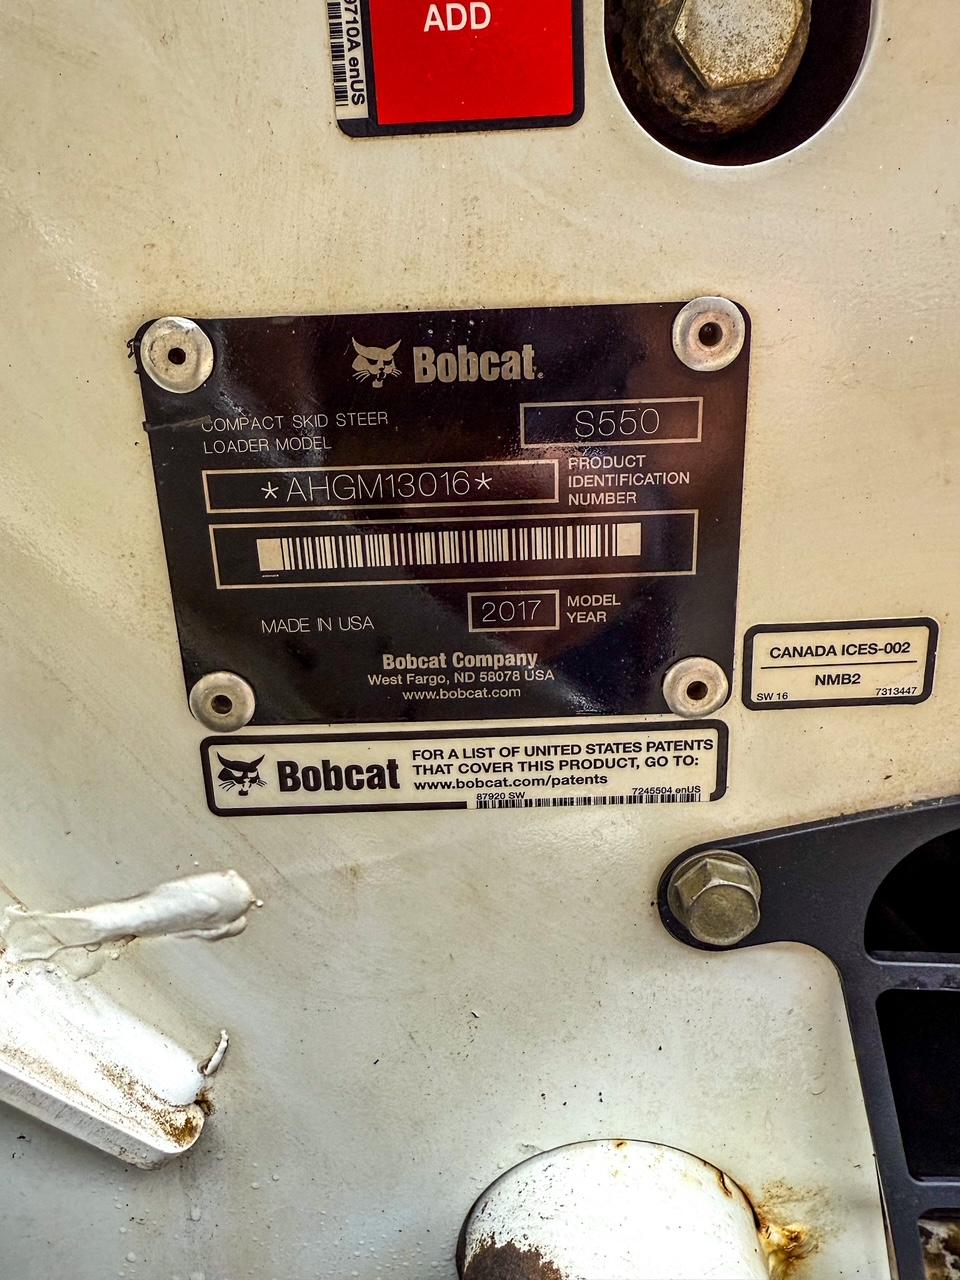 ADD
9710A enUS
Bobcat
COMPACT SKID STEER
LOADER MODEL
S550
*AHGM13016*
PRODUCT
IDENTIFICATION
NUMBER
MADE IN USA
2017
MODEL
YEAR
Bobcat Company
West Fargo, ND 58078 USA
www.bobcat.com
CANADA ICES-002
NMB2
SW 16
7313447
Bobcat
FOR A LIST OF UNITED STATES PATENTS
THAT COVER THIS PRODUCT, GO TO:
www.bobcat.com/patents
87920 SW
7245504 enUS